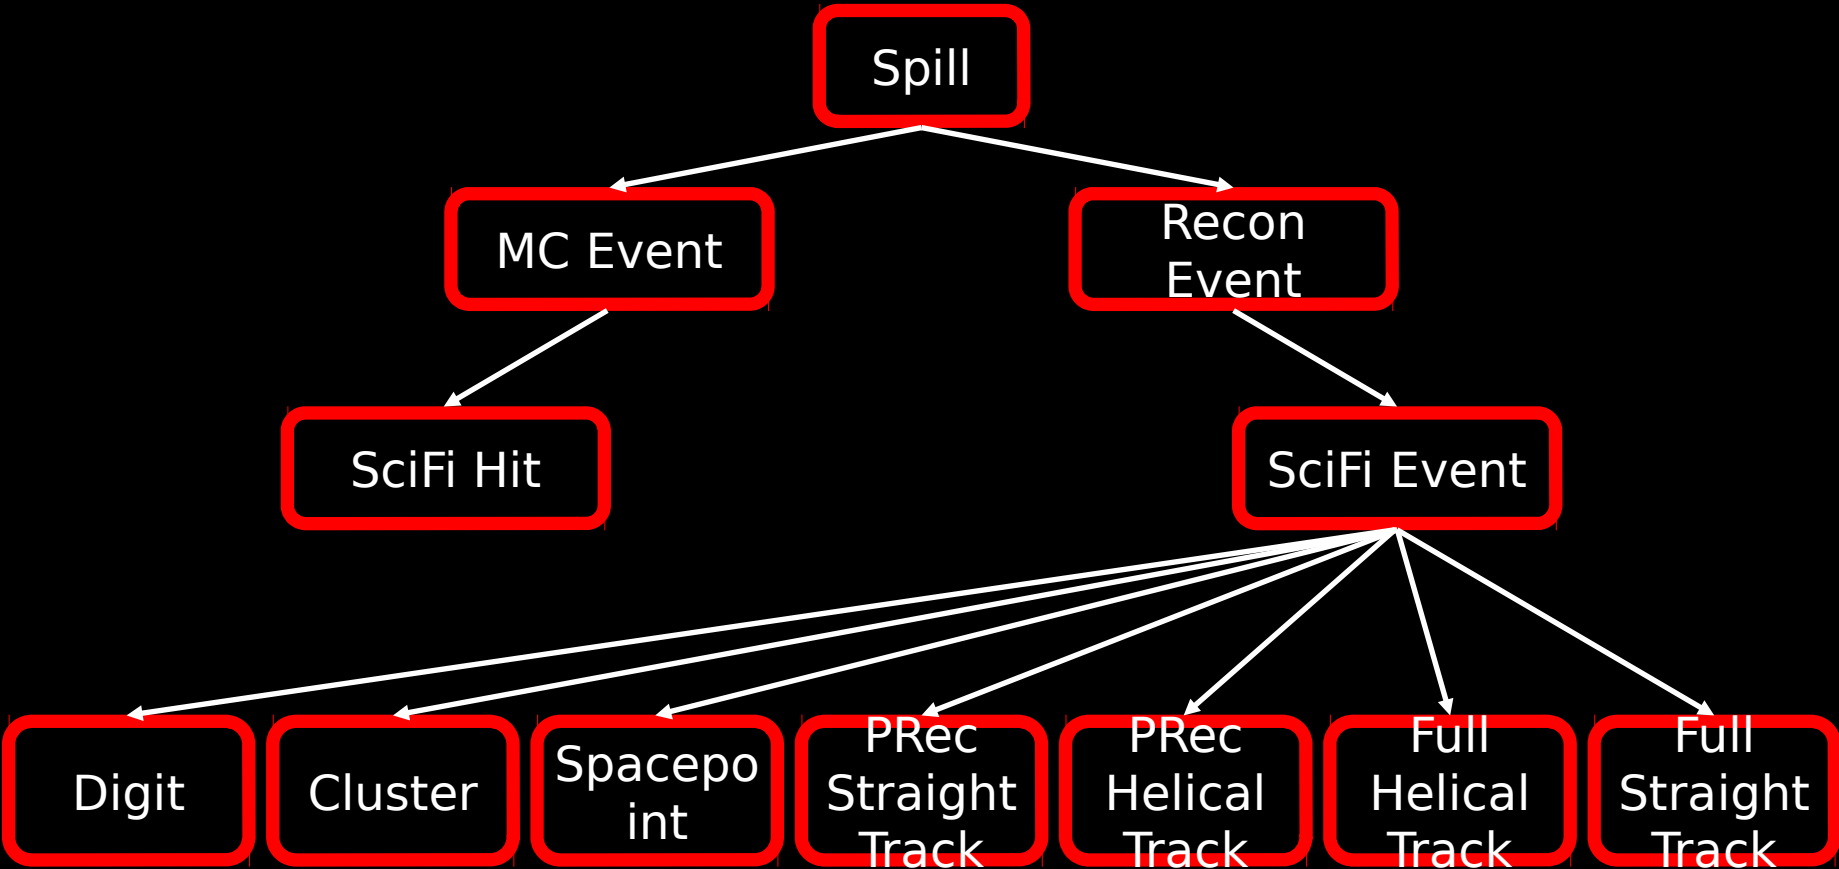 Spill
MC Event
Recon
Event
SciFi Hit
SciFi Event
Digit
Cluster
Spacepo
int
PRec
Straight
Track
PRec
Helical
Track
Full
Helical
Track
Full
Straight
Track